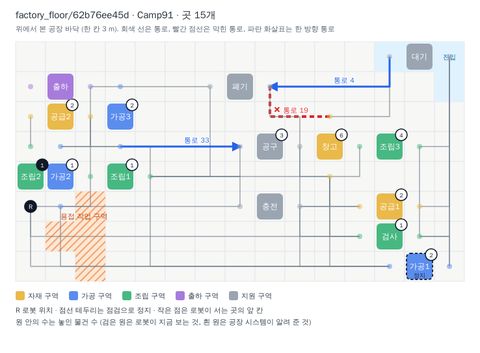 factory_floor/62b76ee45d · Camp91 · 곳 15개
위에서 본 공장 바닥 (한 칸 3 m). 회색 선은 통로, 빨간 점선은 막힌 통로, 파란 화살표는 한 방향 통로
대기
진입
통로 4
출하
폐기
공급2
2
가공3
2
✕ 통로 19
통로 33
공구
3
창고
6
조립3
4
조립2
1
가공1
2
조립1
1
R
용접 작업 구역
충전
공급1
2
검사
1
가공1
2
정지
자재 구역
가공 구역
조립 구역
출하 구역
지원 구역
R 로봇 위치 · 점선 테두리는 점검으로 정지 · 작은 점은 로봇이 서는 곳의 앞 칸
원 안의 수는 놓인 물건 수 (검은 원은 로봇이 지금 보는 것, 흰 원은 공장 시스템이 알려 준 것)